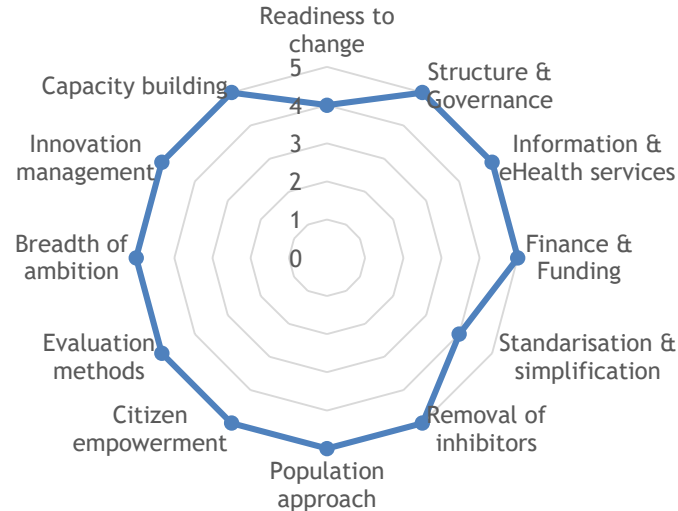 Readiness to
change
Structure &
Governance
Information &
eHealth services
Finance &
Funding
Standarisation &
simplification
Removal of
inhibitors
Population
approach
Citizen
empowerment
Evaluation
methods
Breadth of
ambition
Innovation
management
Capacity building
5
4
3
2
1
0